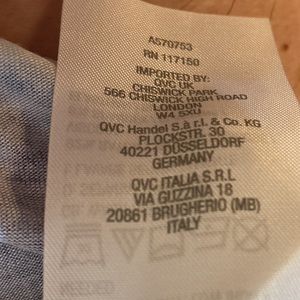 A570753
RN 117150
IMPORTED BY:
QVC UK
CHISWICK PARK
566 CHISWICK HIGH ROAD
LONDON
W4 5XU
QVC Handel S.à r.l. & Co. KG
PLOCKSTR. 30
40221 DÜSSELDORF
GERMANY
QVC ITALIA S.R.L
VIA GUZZINA 18
20861 BRUGHERIO (MB)
ITALY